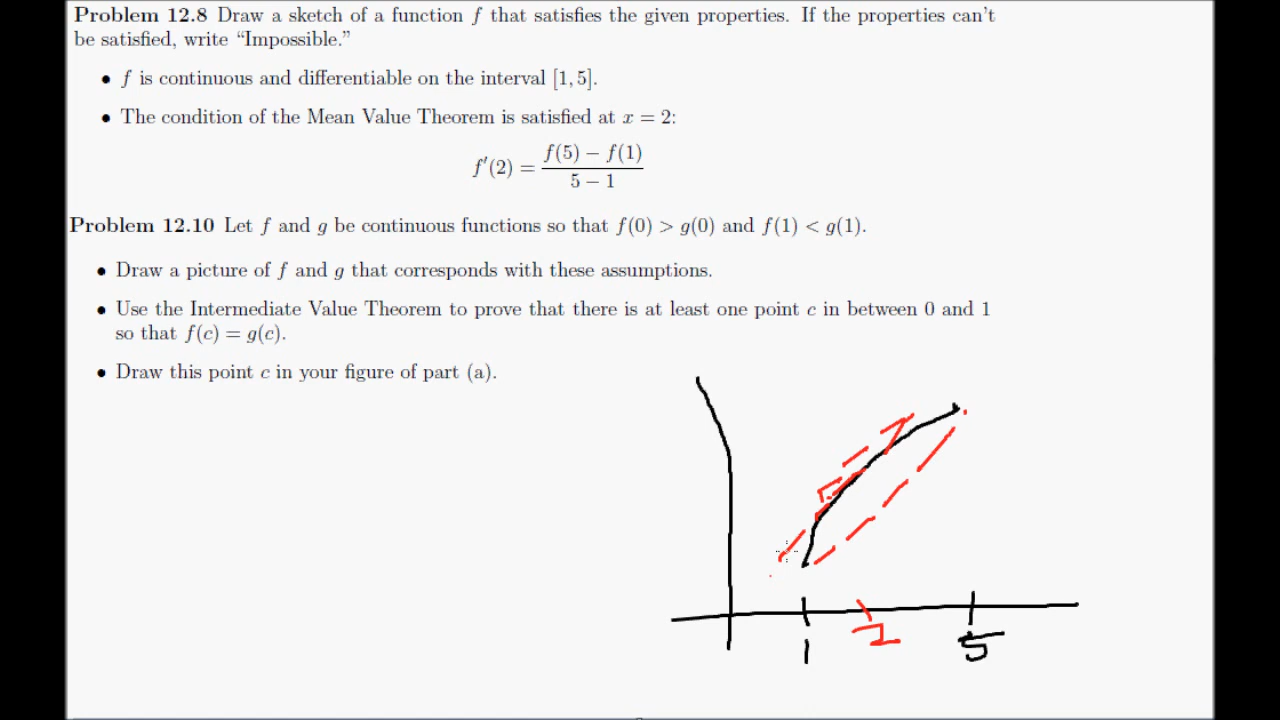 Problem 12.8 Draw a sketch of a function f that satisfies the given properties. If the properties can't
be satisfied, write “Impossible.”
• f is continuous and differentiable on the interval [1, 5].
• The condition of the Mean Value Theorem is satisfied at x = 2:
f′(2) = (f(5) − f(1)) / (5 − 1)
Problem 12.10 Let f and g be continuous functions so that f(0) > g(0) and f(1) < g(1).
• Draw a picture of f and g that corresponds with these assumptions.
• Use the Intermediate Value Theorem to prove that there is at least one point c in between 0 and 1
so that f(c) = g(c).
• Draw this point c in your figure of part (a).
1 2 5